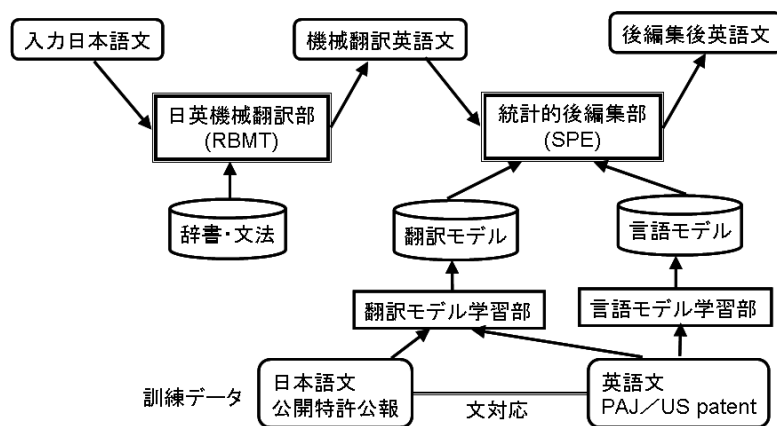 入力日本語文
機械翻訳英語文
後編集後英語文
日英機械翻訳部
(RBMT)
統計的後編集部
(SPE)
辞書・文法
翻訳モデル
言語モデル
翻訳モデル学習部
言語モデル学習部
訓練データ
日本語文
公開特許公報
文対応
英語文
PAJ／US patent